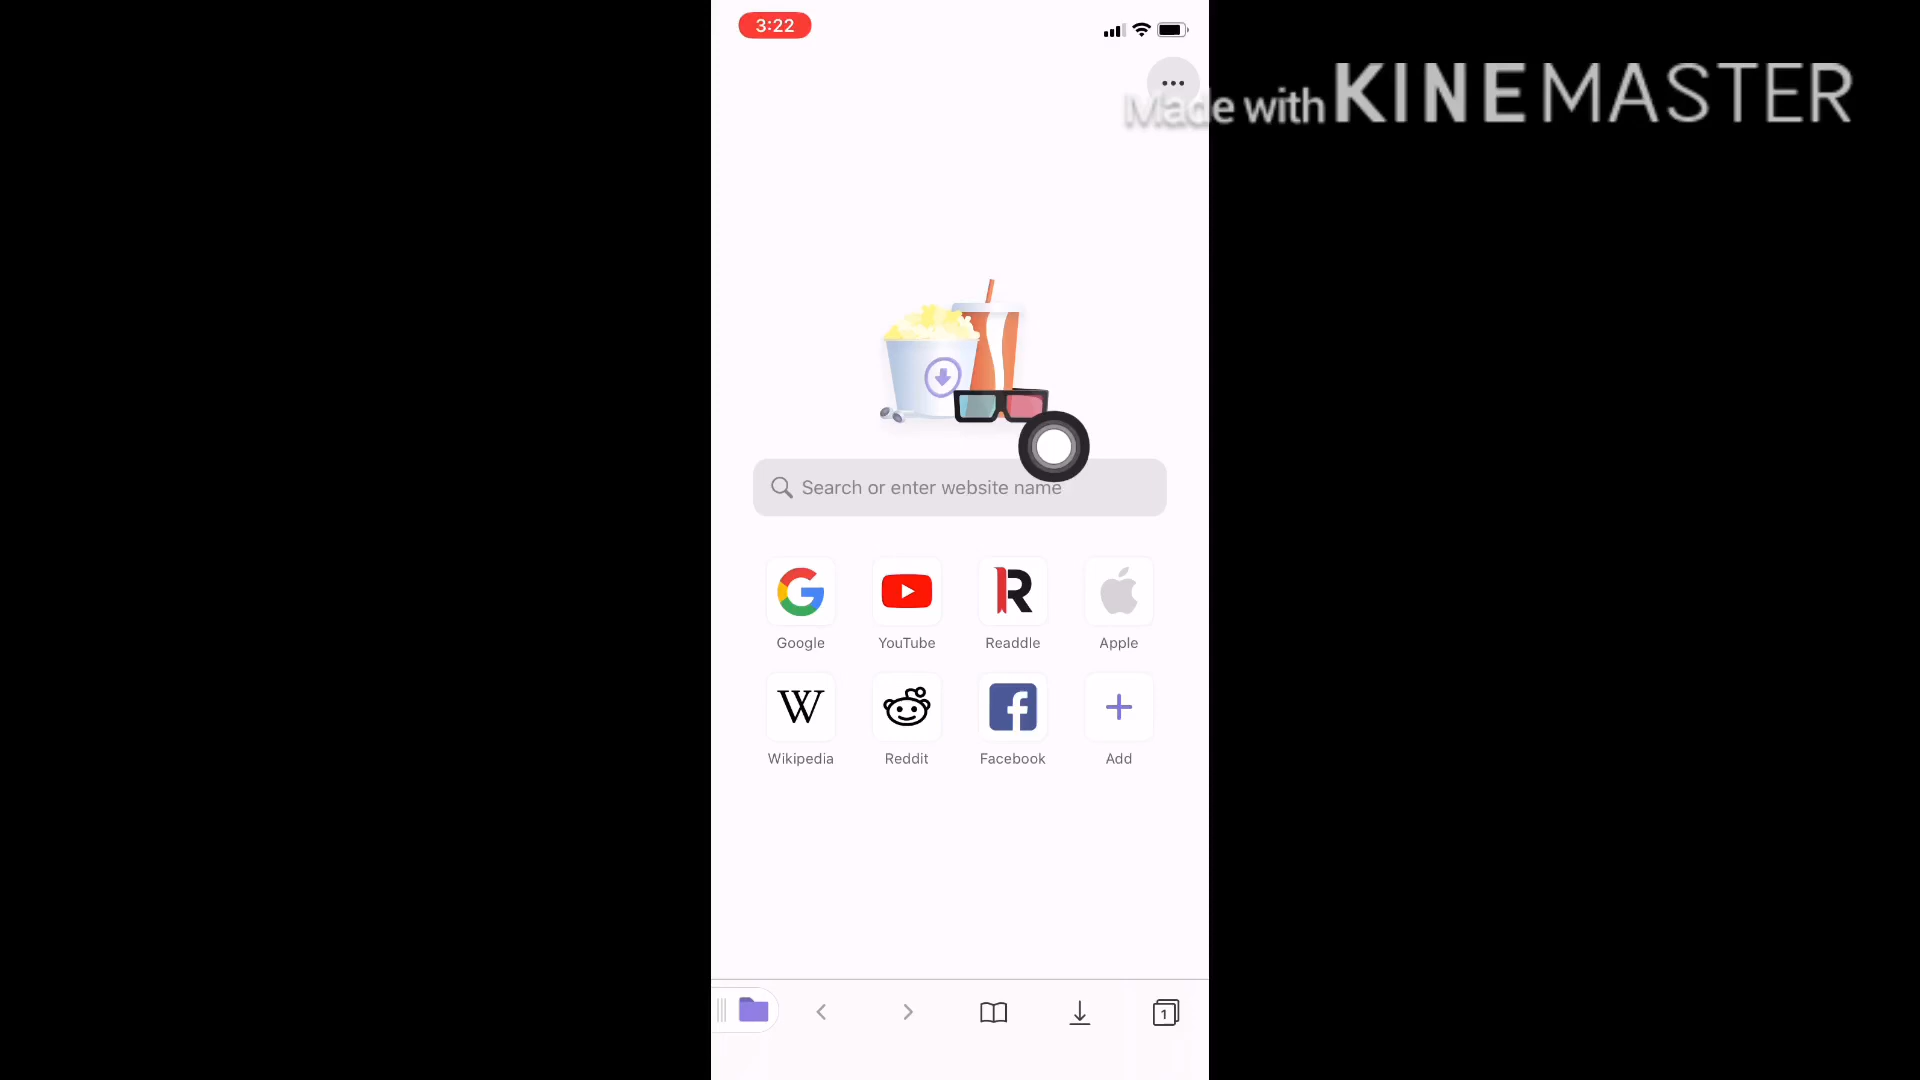 3:22
Made with KINEMASTER
Search or enter website name
Google YouTube Readdle Apple
Wikipedia Reddit Facebook Add
1